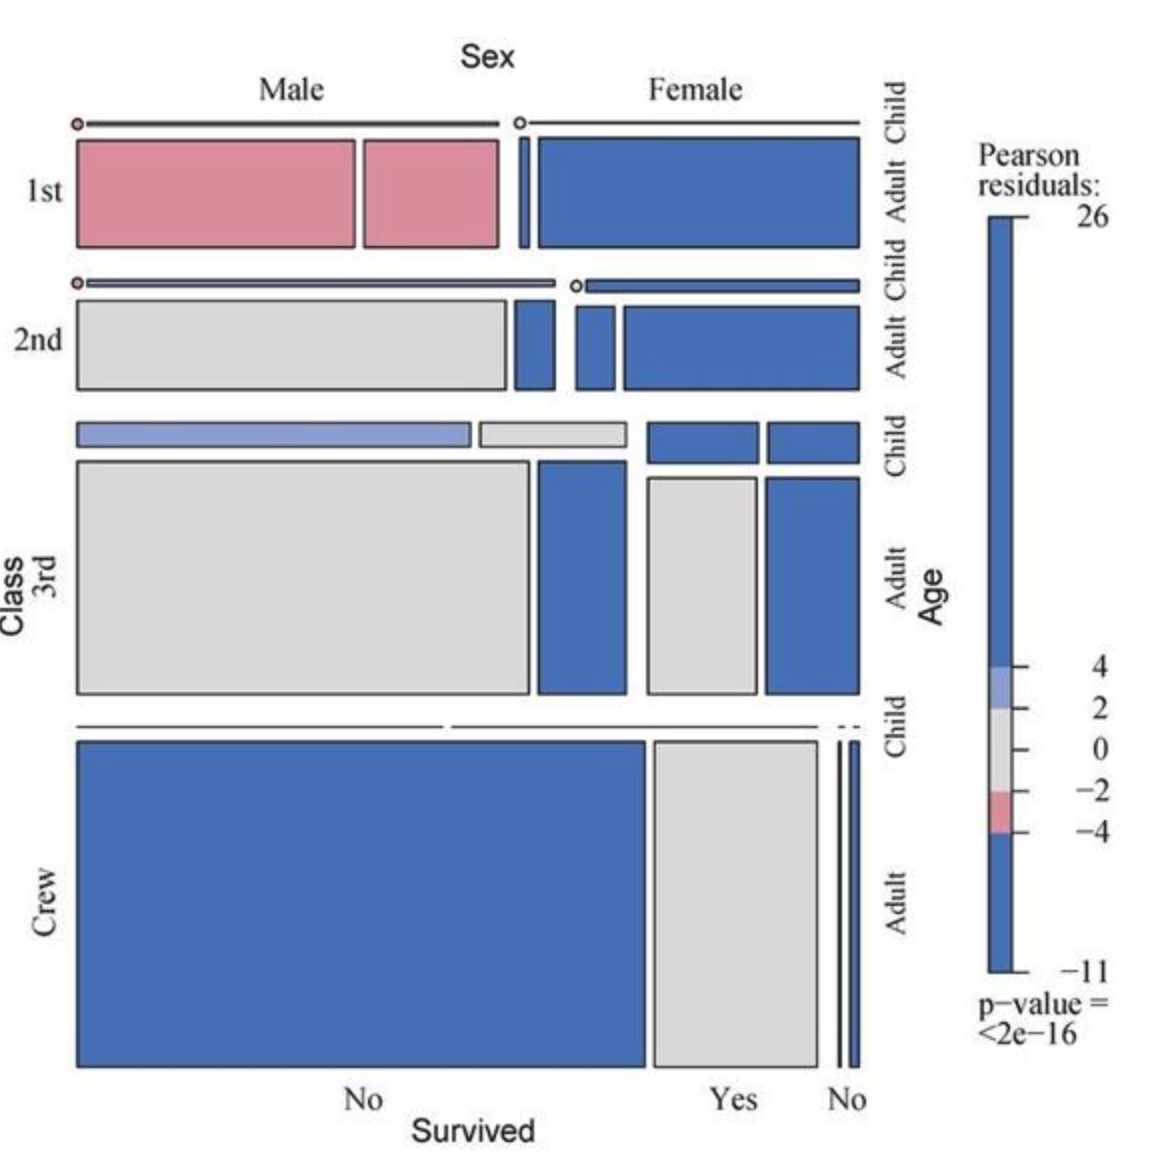 Sex
Male Female
Child
1st
Adult
Child
2nd
Adult
Child
3rd
Adult
Class
Age
Child
Crew
Adult
No Yes No
Survived
Pearson
residuals:
26
4
2
0
−2
−4
−11
p−value =
<2e−16